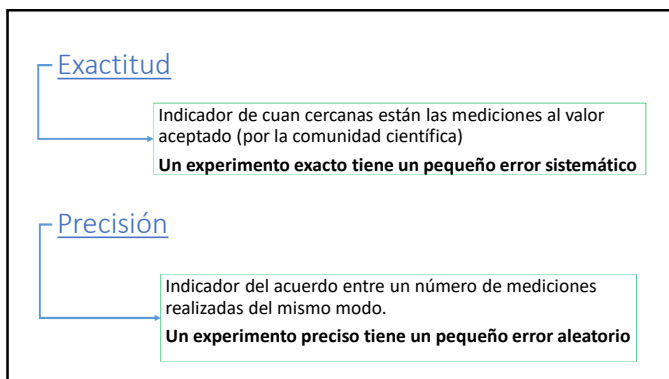 Exactitud
Indicador de cuan cercanas están las mediciones al valor
aceptado (por la comunidad científica)
Un experimento exacto tiene un pequeño error sistemático
Precisión
Indicador del acuerdo entre un número de mediciones
realizadas del mismo modo.
Un experimento preciso tiene un pequeño error aleatorio